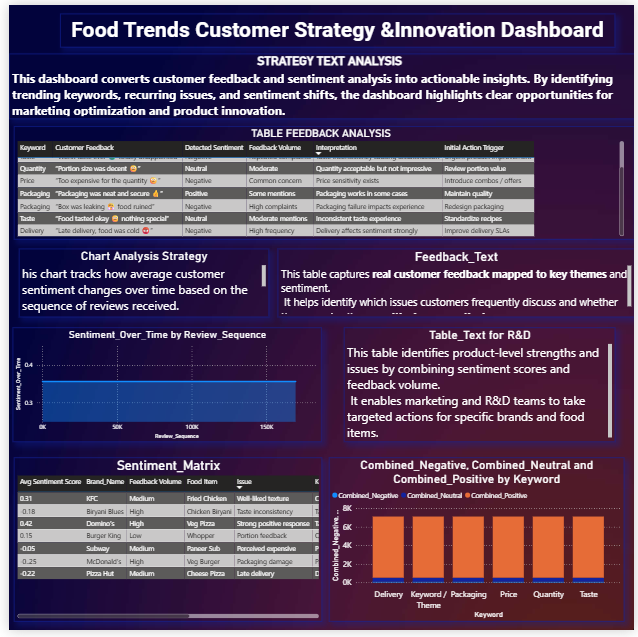 Food Trends Customer Strategy &Innovation Dashboard
STRATEGY TEXT ANALYSIS
This dashboard converts customer feedback and sentiment analysis into actionable insights. By identifying
trending keywords, recurring issues, and sentiment shifts, the dashboard highlights clear opportunities for
marketing optimization and product innovation.
TABLE FEEDBACK ANALYSIS
Keyword Customer Feedback Detected Sentiment Feedback Volume Interpretation Initial Action Trigger
Quantity "Portion size was decent 😐" Neutral Moderate Quantity acceptable but not impressive Review portion value
Price "Too expensive for the quantity 😕" Negative Common concern Price sensitivity exists Introduce combos / offers
Packaging "Packaging was neat and secure 👍" Positive Some mentions Packaging works in some cases Maintain quality
Packaging "Box was leaking 😤 food ruined" Negative High complaints Packaging failure impacts experience Redesign packaging
Taste "Food tasted okay 😐 nothing special" Neutral Moderate mentions Inconsistent taste experience Standardize recipes
Delivery "Late delivery, food was cold 😡" Negative High frequency Delivery affects sentiment strongly Improve delivery SLAs
Chart Analysis Strategy
his chart tracks how average customer
sentiment changes over time based on the
sequence of reviews received.
Feedback_Text
This table captures real customer feedback mapped to key themes and
sentiment.
It helps identify which issues customers frequently discuss and whether
Sentiment_Over_Time by Review_Sequence
Sentiment_Over_Time
0.4
0.3
0K 50K 100K 150K
Review_Sequence
Table_Text for R&D
This table identifies product-level strengths and
issues by combining sentiment scores and
feedback volume.
It enables marketing and R&D teams to take
targeted actions for specific brands and food
items.
Sentiment_Matrix
Avg Sentiment Score Brand_Name Feedback Volume Food Item Issue K
0.31 KFC Medium Fried Chicken Well-liked texture C
-0.18 Biryani Blues High Chicken Biryani Taste inconsistency T
0.42 Domino's High Veg Pizza Strong positive response T
0.15 Burger King Low Whopper Portion feedback C
-0.05 Subway Medium Paneer Sub Perceived expensive P
-0.25 McDonald's High Veg Burger Packaging damage P
-0.22 Pizza Hut Medium Cheese Pizza Late delivery D
Combined_Negative, Combined_Neutral and
Combined_Positive by Keyword
Combined_Negative Combined_Neutral Combined_Positive
Combined_Negative, ...
8K
6K
4K
2K
0K
Delivery Keyword / Theme Packaging Price Quantity Taste
Keyword